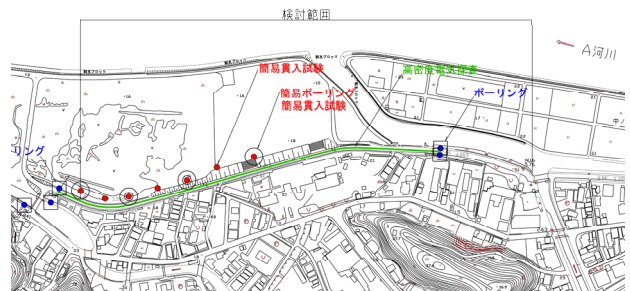 検討範囲
A河川
簡易貫入試験
高密度電気探査
簡易ボーリング
簡易貫入試験
ボーリング
リング